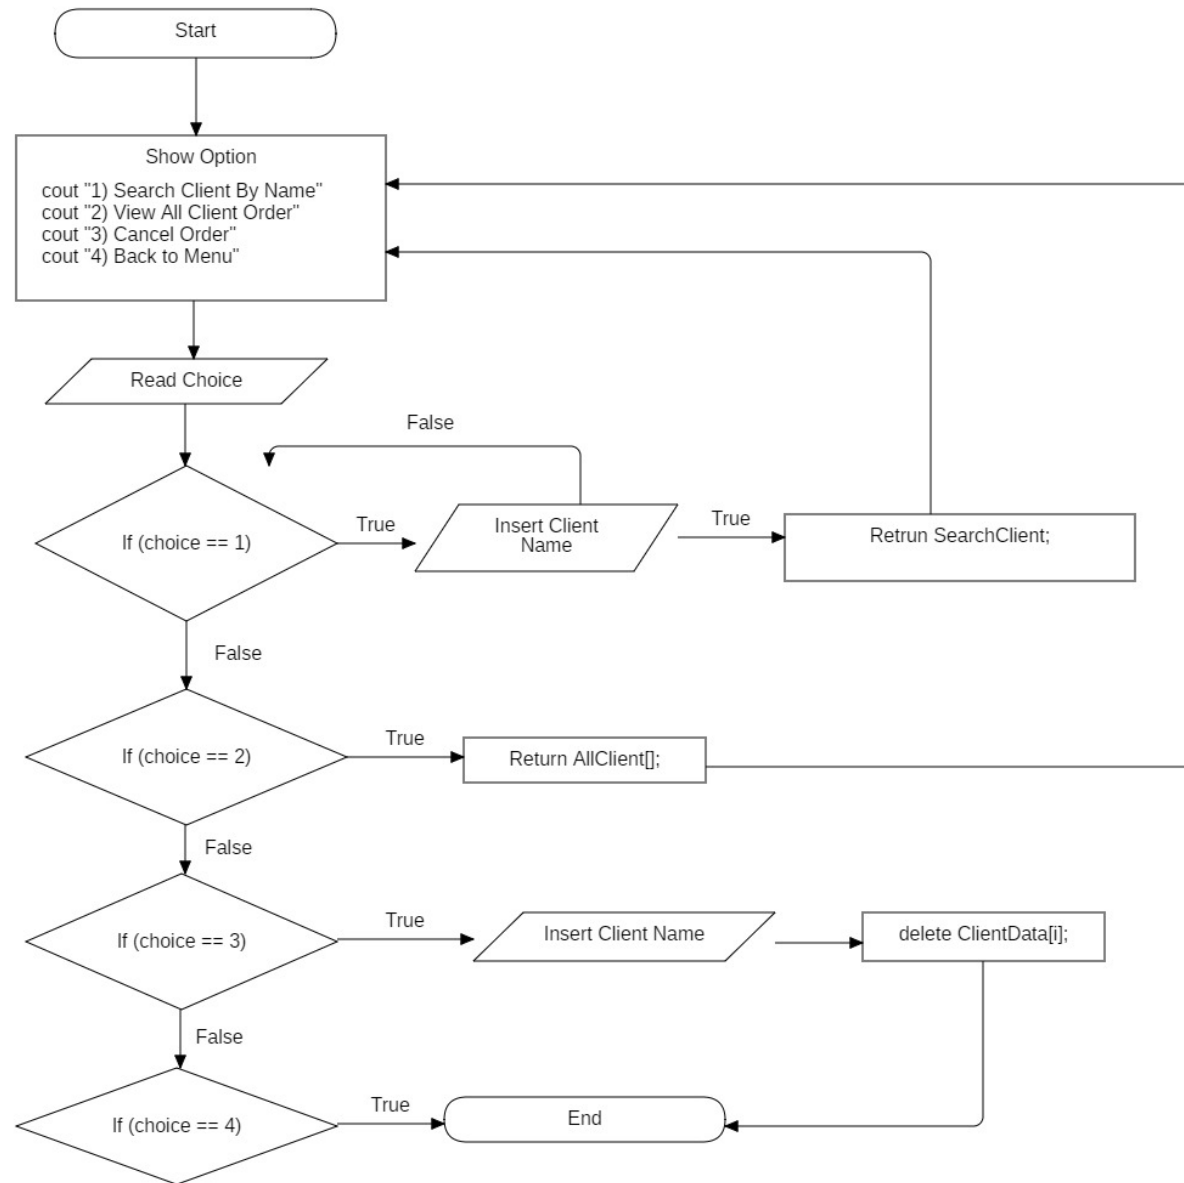 Start
Show Option
cout "1) Search Client By Name"
cout "2) View All Client Order"
cout "3) Cancel Order"
cout "4) Back to Menu"
Read Choice
False
If (choice == 1)
True
Insert Client
Name
True
Retrun SearchClient;
False
If (choice == 2)
True
Return AllClient[];
False
If (choice == 3)
True
Insert Client Name
delete ClientData[i];
False
If (choice == 4)
True
End